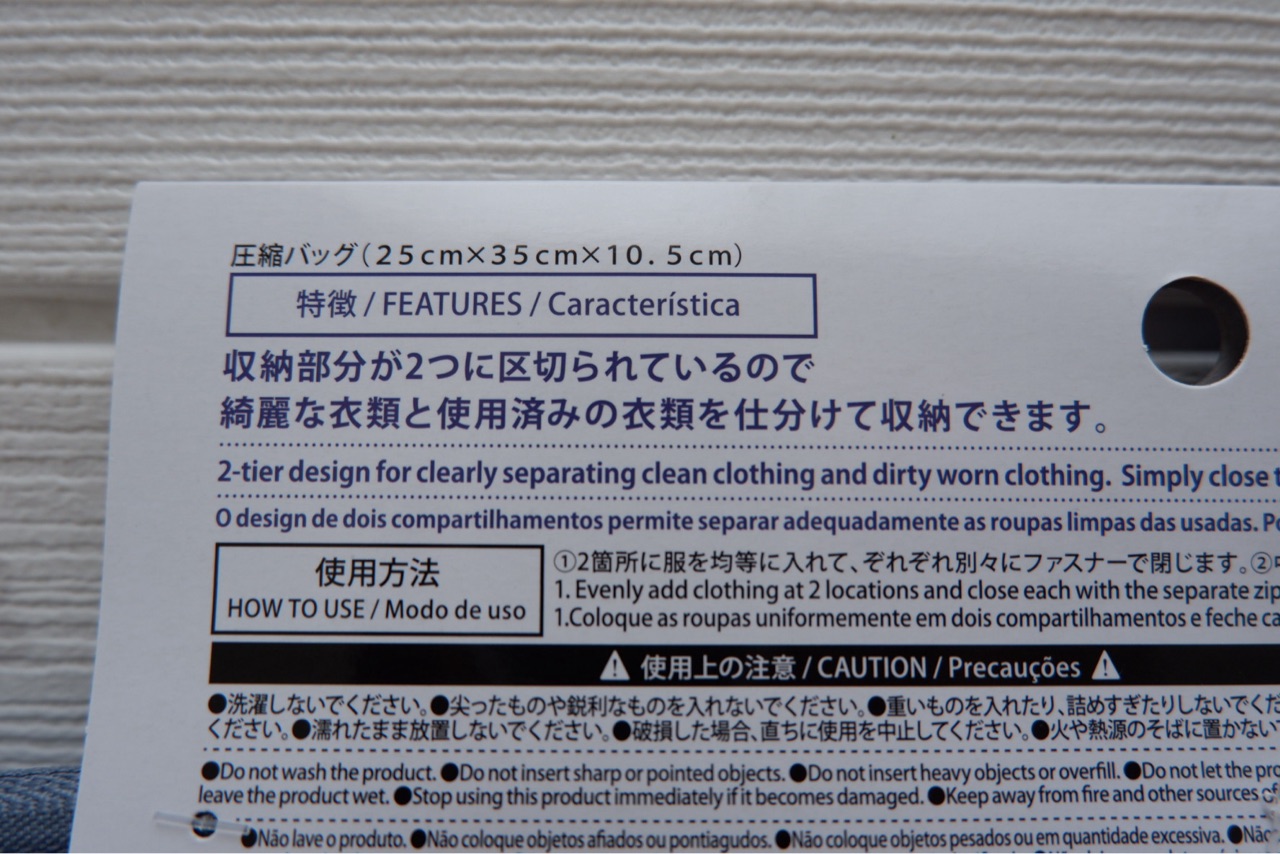 圧縮バッグ（25cm×35cm×10.5cm）
特徴 / FEATURES / Característica
収納部分が2つに区切られているので
綺麗な衣類と使用済みの衣類を仕分けて収納できます。
2-tier design for clearly separating clean clothing and dirty worn clothing. Simply close
O design de dois compartilhamentos permite separar adequadamente as roupas limpas das usadas.
使用方法
HOW TO USE / Modo de uso
①2箇所に服を均等に入れて、ぞれぞれ別々にファスナーで閉じます。②
1. Evenly add clothing at 2 locations and close each with the separate
1.Coloque as roupas uniformemente em dois compartilhamentos e feche
⚠ 使用上の注意 / CAUTION / Precauções ⚠
●洗濯しないでください。●尖ったものや鋭利なものを入れないでください。●重いものを入れたり、詰めすぎたりしないでくだ
ください。●濡れたまま放置しないでください。●破損した場合、直ちに使用を中止してください。●火や熱源のそばに置かない
●Do not wash the product. ●Do not insert sharp or pointed objects. ●Do not insert heavy objects or overfill. ●Do not let the
leave the product wet. ●Stop using this product immediately if it becomes damaged. ●Keep away from fire and other sources
●Não lave o produto. ●Não coloque objetos afiados ou pontiagudos. ●Não coloque objetos pesados ou em quantidade excessiva.